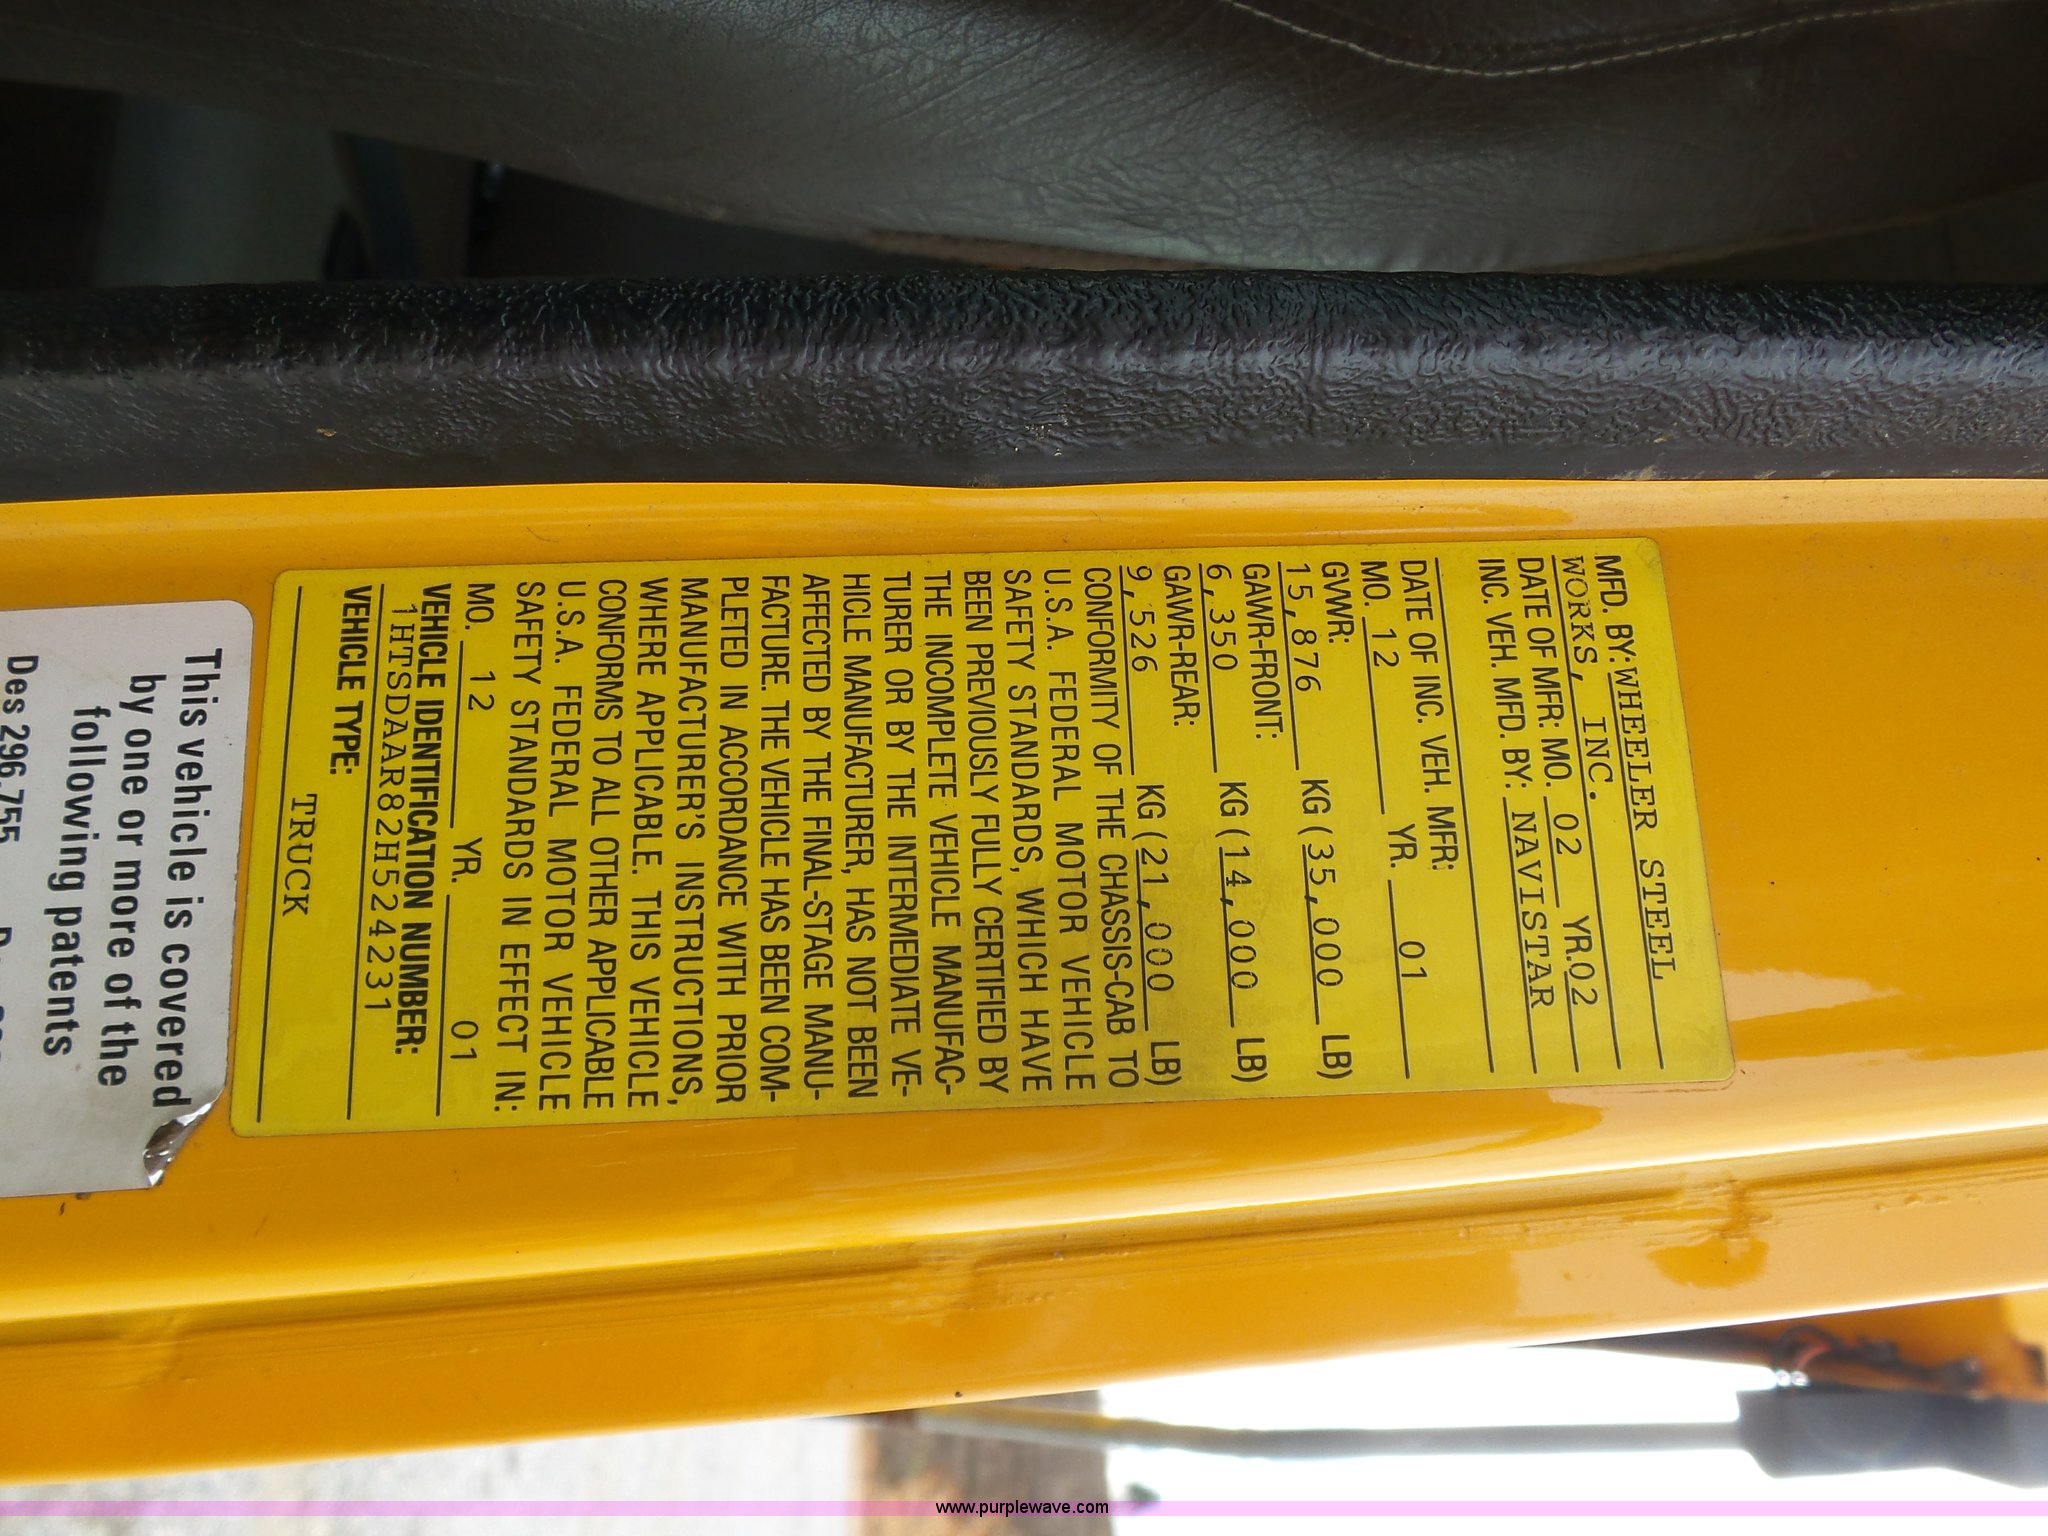 MFD. BY: WHEELER STEEL
WORKS, INC.
DATE OF MFR: MO. 02 YR. 02
INC. VEH. MFD. BY: NAVISTAR
DATE OF INC. VEH. MFR:
MO. 12 YR. 01
GVWR:
15,876 KG (35,000 LB)
GAWR-FRONT:
6,350 KG (14,000 LB)
GAWR-REAR:
9,526 KG (21,000 LB)
CONFORMITY OF THE CHASSIS-CAB TO
U.S.A. FEDERAL MOTOR VEHICLE
SAFETY STANDARDS, WHICH HAVE
BEEN PREVIOUSLY FULLY CERTIFIED BY
THE INCOMPLETE VEHICLE MANUFAC-
TURER OR BY THE INTERMEDIATE VE-
HICLE MANUFACTURER, HAS NOT BEEN
AFFECTED BY THE FINAL-STAGE MANU-
FACTURE. THE VEHICLE HAS BEEN COM-
PLETED IN ACCORDANCE WITH PRIOR
MANUFACTURER'S INSTRUCTIONS,
WHERE APPLICABLE. THIS VEHICLE
CONFORMS TO ALL OTHER APPLICABLE
U.S.A. FEDERAL MOTOR VEHICLE
SAFETY STANDARDS IN EFFECT IN:
MO. 12 YR. 01
VEHICLE IDENTIFICATION NUMBER:
1HTSDAAR82H524231
VEHICLE TYPE:
TRUCK
This vehicle is covered
by one or more of the
following patents
Des 296,755
www.purplewave.com